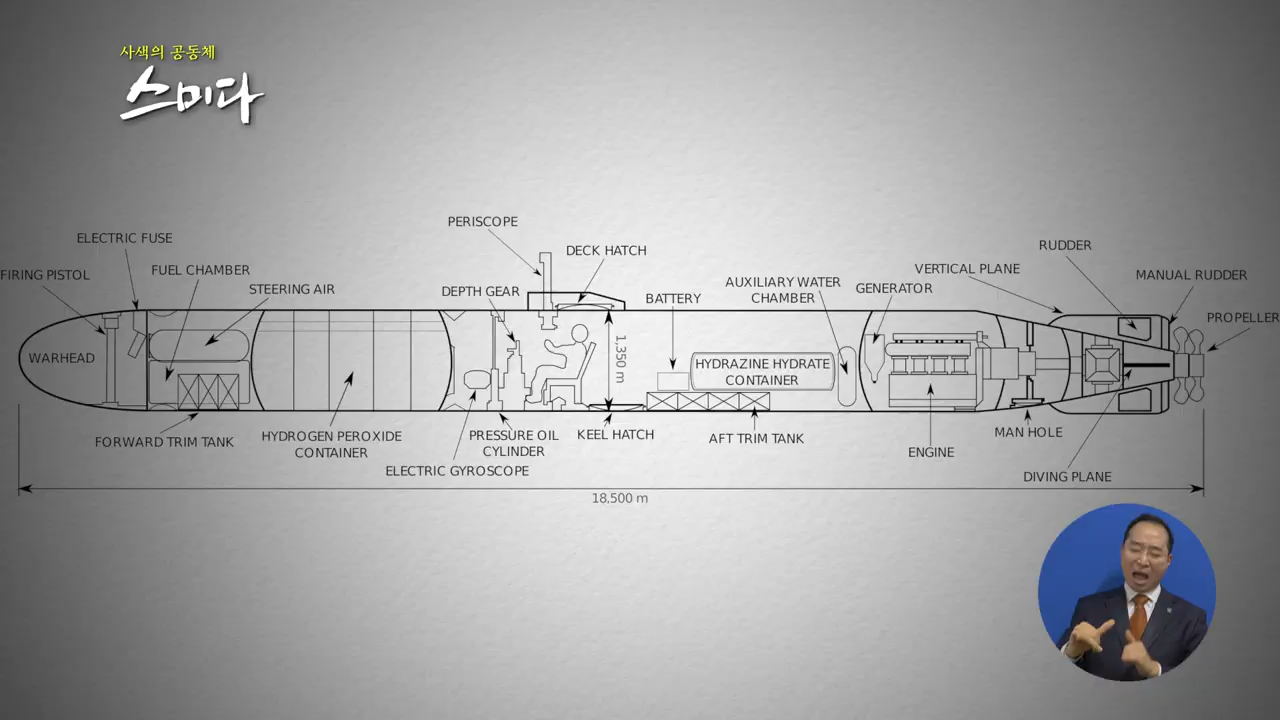 사색의 공동체
스미다
PERISCOPE
ELECTRIC FUSE
DECK HATCH
RUDDER
FIRING PISTOL
FUEL CHAMBER
STEERING AIR
DEPTH GEAR
BATTERY
AUXILIARY WATER
CHAMBER
GENERATOR
VERTICAL PLANE
MANUAL RUDDER
PROPELLER
WARHEAD
1,350 m
HYDRAZINE HYDRATE
CONTAINER
FORWARD TRIM TANK
HYDROGEN PEROXIDE
CONTAINER
ELECTRIC GYROSCOPE
PRESSURE OIL
CYLINDER
KEEL HATCH
AFT TRIM TANK
ENGINE
MAN HOLE
DIVING PLANE
18,500 m